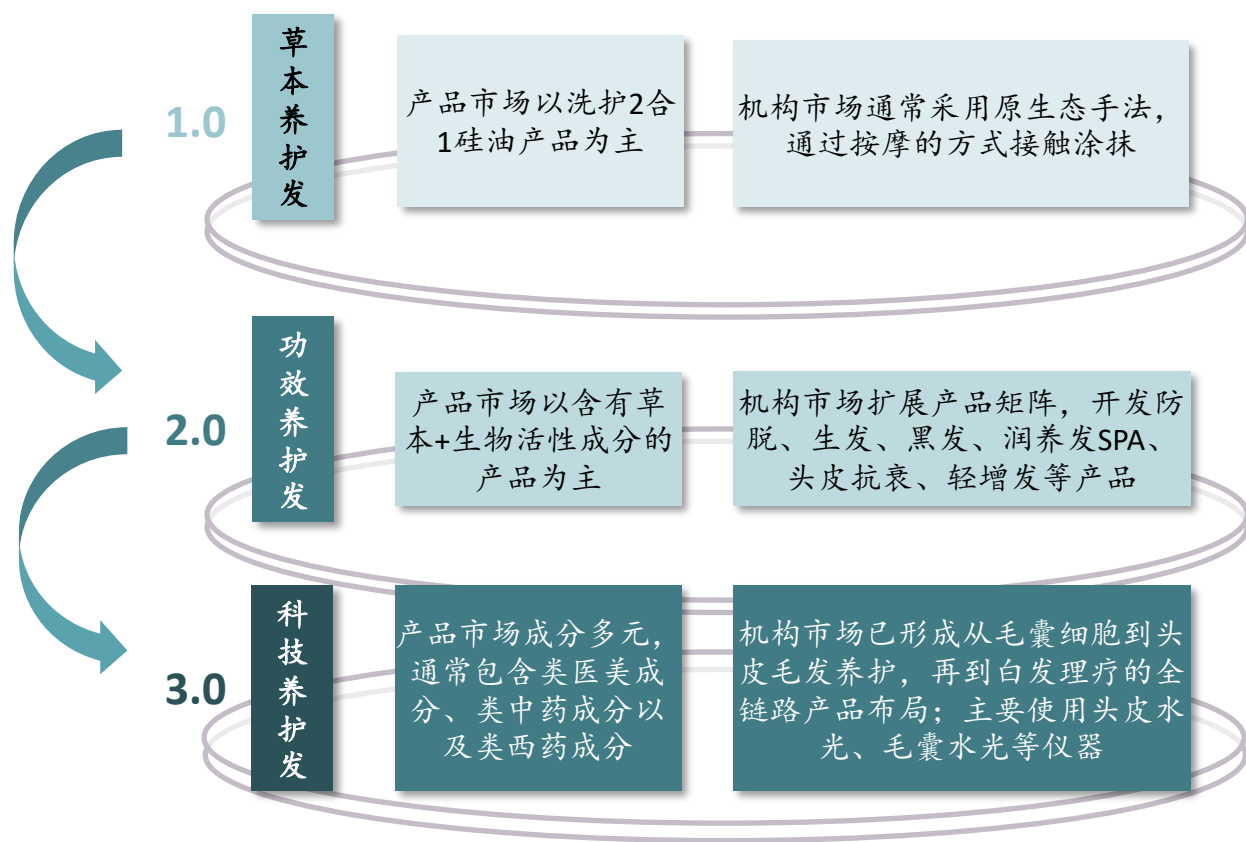 1.0
草本养护发
产品市场以洗护2合
1硅油产品为主
机构市场通常采用原生态手法，
通过按摩的方式接触涂抹
2.0
功效养护发
产品市场以含有草
本+生物活性成分的
产品为主
机构市场扩展产品矩阵，开发防
脱、生发、黑发、润养发SPA、
头皮抗衰、轻增发等产品
3.0
科技养护发
产品市场成分多元，
通常包含类医美成
分、类中药成分以
及类西药成分
机构市场已形成从毛囊细胞到头
皮毛发养护，再到白发理疗的全
链路产品布局；主要使用头皮水
光、毛囊水光等仪器